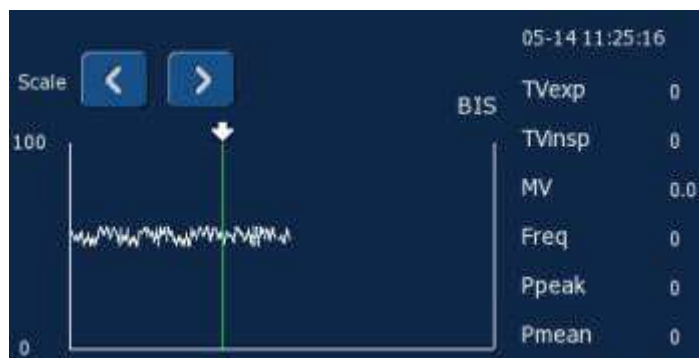 05-14 11:25:16
Scale
BIS
100
0
TVexp 0
TVinsp 0
MV 0.0
Freq 0
Ppeak 0
Pmean 0